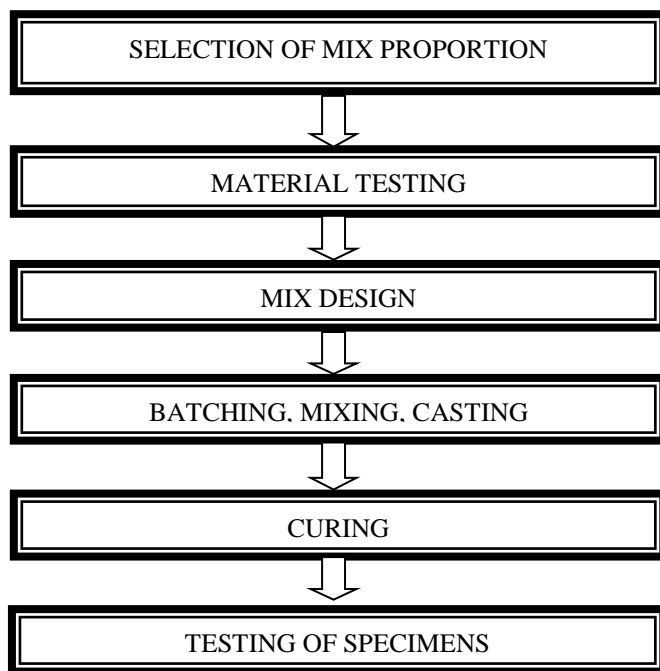 SELECTION OF MIX PROPORTION
MATERIAL TESTING
MIX DESIGN
BATCHING, MIXING, CASTING
CURING
TESTING OF SPECIMENS